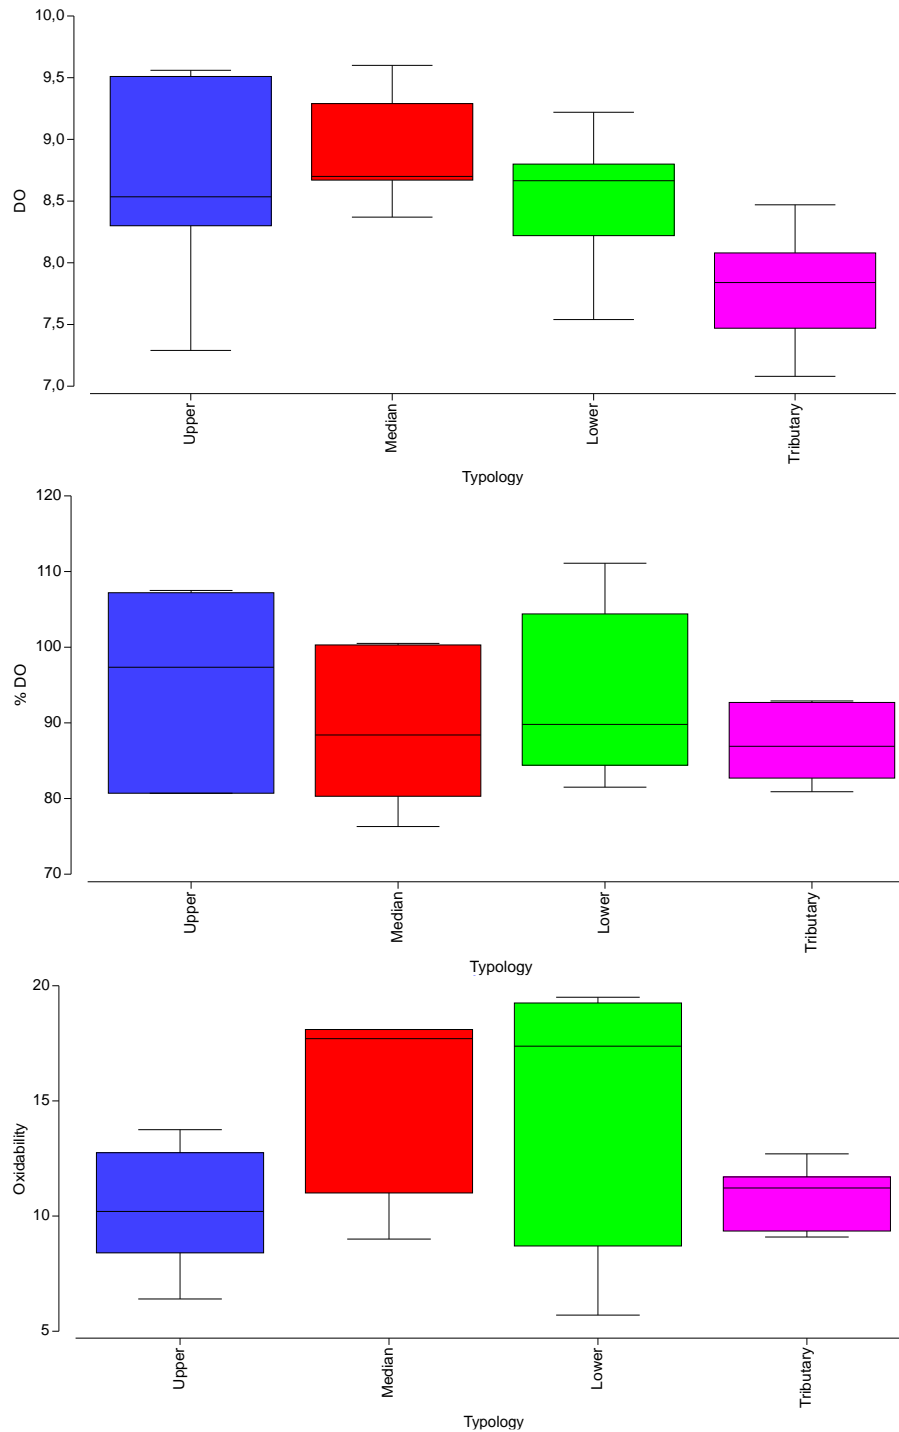 10,0
9,5
9,0
8,5
8,0
7,5
7,0
DO
Upper
Median
Lower
Tributary
Typology
120
110
100
90
80
70
% DO
Upper
Median
Lower
Tributary
Typology
20
15
10
5
Oxidability
Upper
Median
Lower
Tributary
Typology